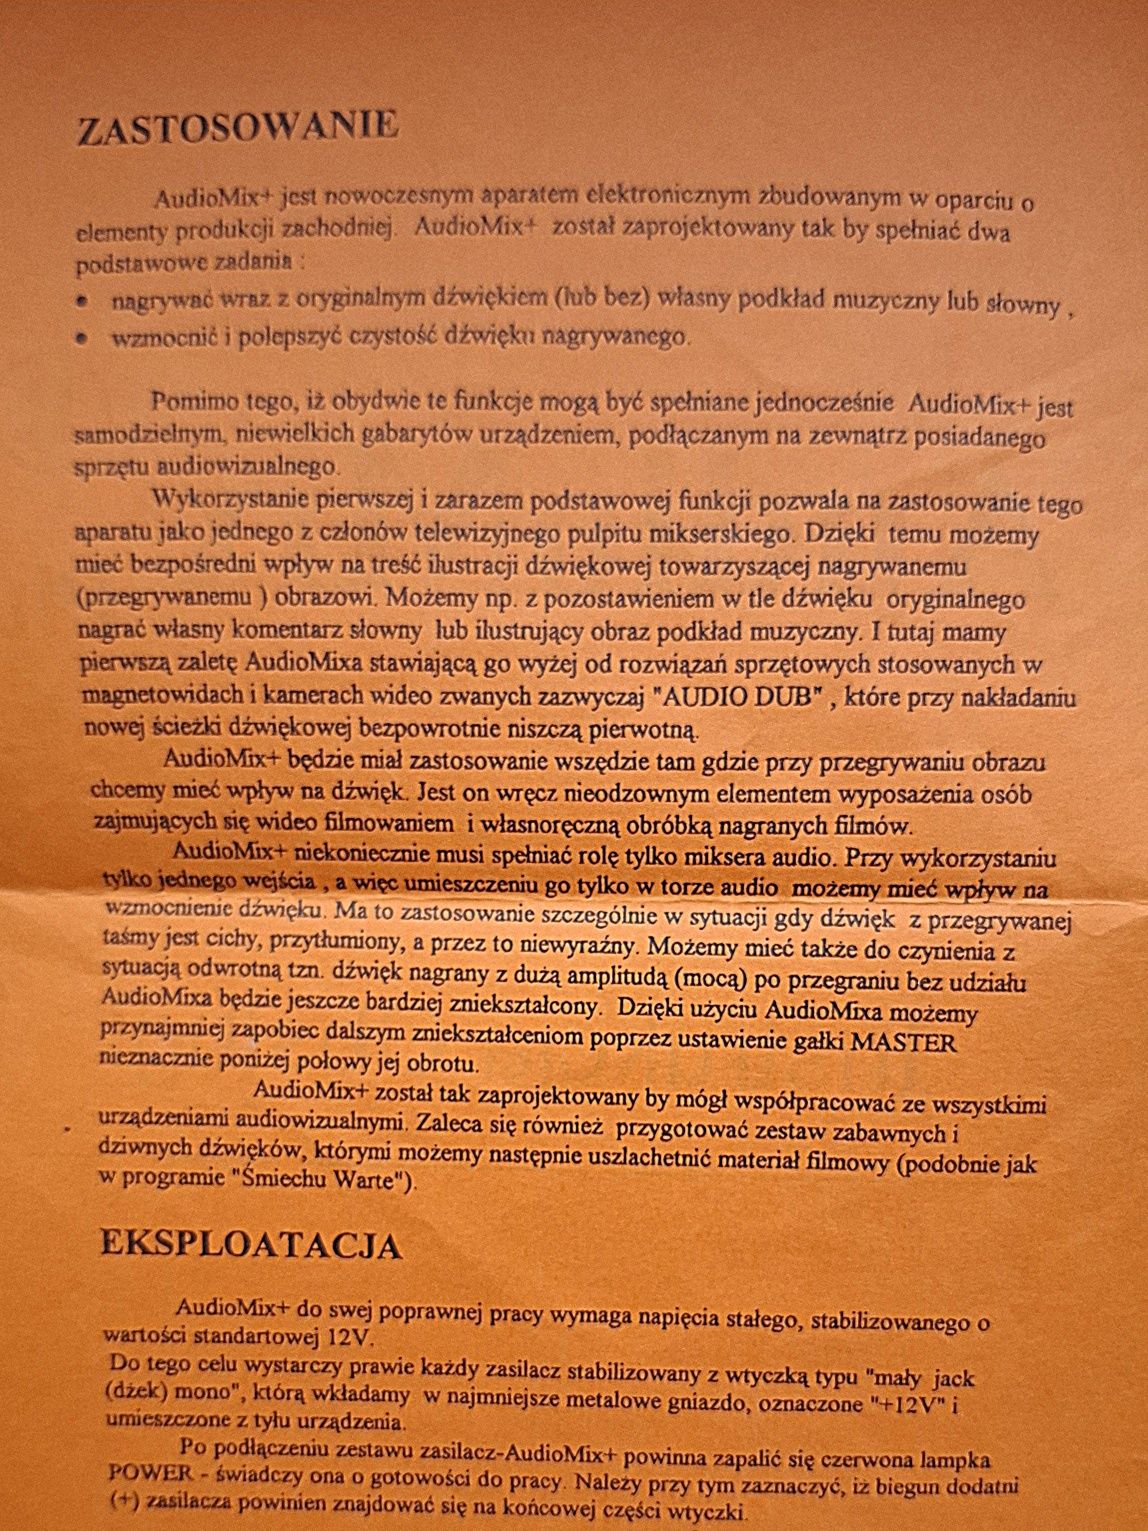 ZASTOSOWANIE
AudioMix+ jest nowoczesnym aparatem elektronicznym zbudowanym w oparciu o
elementy produkcji zachodniej. AudioMix+ został zaprojektowany tak by spełniać dwa
podstawowe zadania :
• nagrywać wraz z oryginalnym dźwiękiem (lub bez) własny podkład muzyczny lub słowny ,
• wzmocnić i polepszyć czystość dźwięku nagrywanego.
Pomimo tego, iż obydwie te funkcje mogą być spełniane jednocześnie AudioMix+ jest
samodzielnym, niewielkich gabarytów urządzeniem, podłączanym na zewnątrz posiadanego
sprzętu audiowizualnego.
Wykorzystanie pierwszej i zarazem podstawowej funkcji pozwala na zastosowanie tego
aparatu jako jednego z członów telewizyjnego pulpitu mikserskiego. Dzięki temu możemy
mieć bezpośredni wpływ na treść ilustracji dźwiękowej towarzyszącej nagrywanemu
(przegrywanemu ) obrazowi. Możemy np. z pozostawieniem w tle dźwięku oryginalnego
nagrać własny komentarz słowny lub ilustrujący obraz podkład muzyczny. I tutaj mamy
pierwszą zaletę AudioMixa stawiającą go wyżej od rozwiązań sprzętowych stosowanych w
magnetowidach i kamerach wideo zwanych zazwyczaj "AUDIO DUB" , które przy nakładaniu
nowej ścieżki dźwiękowej bezpowrotnie niszczą pierwotną.
AudioMix+ będzie miał zastosowanie wszędzie tam gdzie przy przegrywaniu obrazu
chcemy mieć wpływ na dźwięk. Jest on wręcz nieodzownym elementem wyposażenia osób
zajmujących się wideo filmowaniem i własnoręczną obróbką nagranych filmów.
AudioMix+ niekoniecznie musi spełniać rolę tylko miksera audio. Przy wykorzystaniu
tylko jednego wejścia , a więc umieszczeniu go tylko w torze audio możemy mieć wpływ na
wzmocnienie dźwięku. Ma to zastosowanie szczególnie w sytuacji gdy dźwięk z przegrywanej
taśmy jest cichy, przytłumiony, a przez to niewyraźny. Możemy mieć także do czynienia z
sytuacją odwrotną tzn. dźwięk nagrany z dużą amplitudą (mocą) po przegraniu bez udziału
AudioMixa będzie jeszcze bardziej zniekształcony. Dzięki użyciu AudioMixa możemy
przynajmniej zapobiec dalszym zniekształceniom poprzez ustawienie gałki MASTER
nieznacznie poniżej połowy jej obrotu.
AudioMix+ został tak zaprojektowany by mógł współpracować ze wszystkimi
urządzeniami audiowizualnymi. Zaleca się również przygotować zestaw zabawnych i
dziwnych dźwięków, którymi możemy następnie uszlachetnić materiał filmowy (podobnie jak
w programie "Śmiechu Warte").
EKSPLOATACJA
AudioMix+ do swej poprawnej pracy wymaga napięcia stałego, stabilizowanego o
wartości standartowej 12V.
Do tego celu wystarczy prawie każdy zasilacz stabilizowany z wtyczką typu "mały jack
(dżek) mono", którą wkładamy w najmniejsze metalowe gniazdo, oznaczone "+12V" i
umieszczone z tyłu urządzenia.
Po podłączeniu zestawu zasilacz-AudioMix+ powinna zapalić się czerwona lampka
POWER - świadczy ona o gotowości do pracy. Należy przy tym zaznaczyć, iż biegun dodatni
(+) zasilacza powinien znajdować się na końcowej części wtyczki.